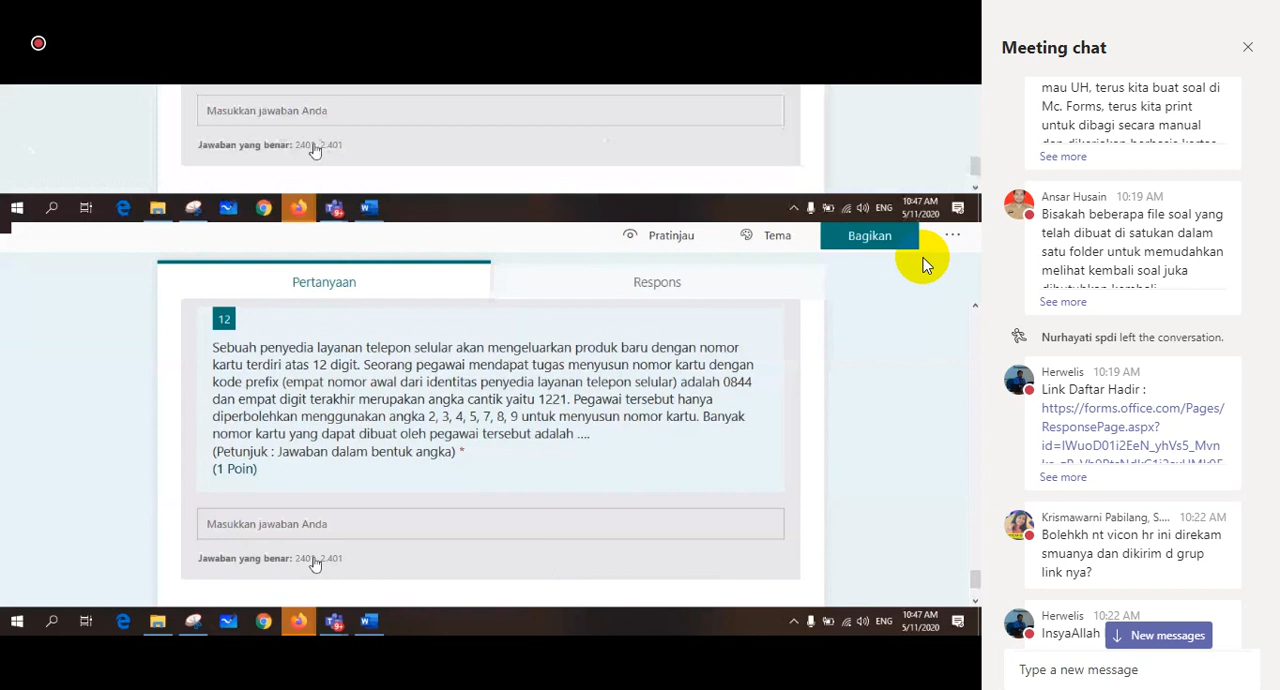 Masukkan jawaban Anda
Jawaban yang benar: 2.401
ENG
10:47 AM
5/11/2020
Pratinjau
Tema
Bagikan
Pertanyaan
Respons
12
Sebuah penyedia layanan telepon selular akan mengeluarkan produk baru dengan nomor
kartu terdiri atas 12 digit. Seorang pegawai mendapat tugas menyusun nomor kartu dengan
kode prefix (empat nomor awal dari identitas penyedia layanan telepon selular) adalah 0844
dan empat digit terakhir merupakan angka cantik yaitu 1221. Pegawai tersebut hanya
diperbolehkan menggunakan angka 2, 3, 4, 5, 7, 8, 9 untuk menyusun nomor kartu. Banyak
nomor kartu yang dapat dibuat oleh pegawai tersebut adalah ....
(Petunjuk : Jawaban dalam bentuk angka) *
(1 Poin)
Masukkan jawaban Anda
Jawaban yang benar: 2.401
ENG
10:47 AM
5/11/2020
Meeting chat
mau UH, terus kita buat soal di
Mc. Forms, terus kita print
untuk dibagi secara manual
See more
Ansar Husain 10:19 AM
Bisakah beberapa file soal yang
telah dibuat di satukan dalam
satu folder untuk memudahkan
melihat kembali soal juka
See more
Nurhayati spdi left the conversation.
Herwelis 10:19 AM
Link Daftar Hadir :
https://forms.office.com/Pages/
ResponsePage.aspx?
id=IWuoD01i2EeN_yhVs5_Mvn
See more
Krismawarni Pabilang, S.... 10:22 AM
Bolehkh nt vicon hr ini direkam
smuanya dan dikirim d grup
link nya?
Herwelis 10:22 AM
InsyaAllah
New messages
Type a new message